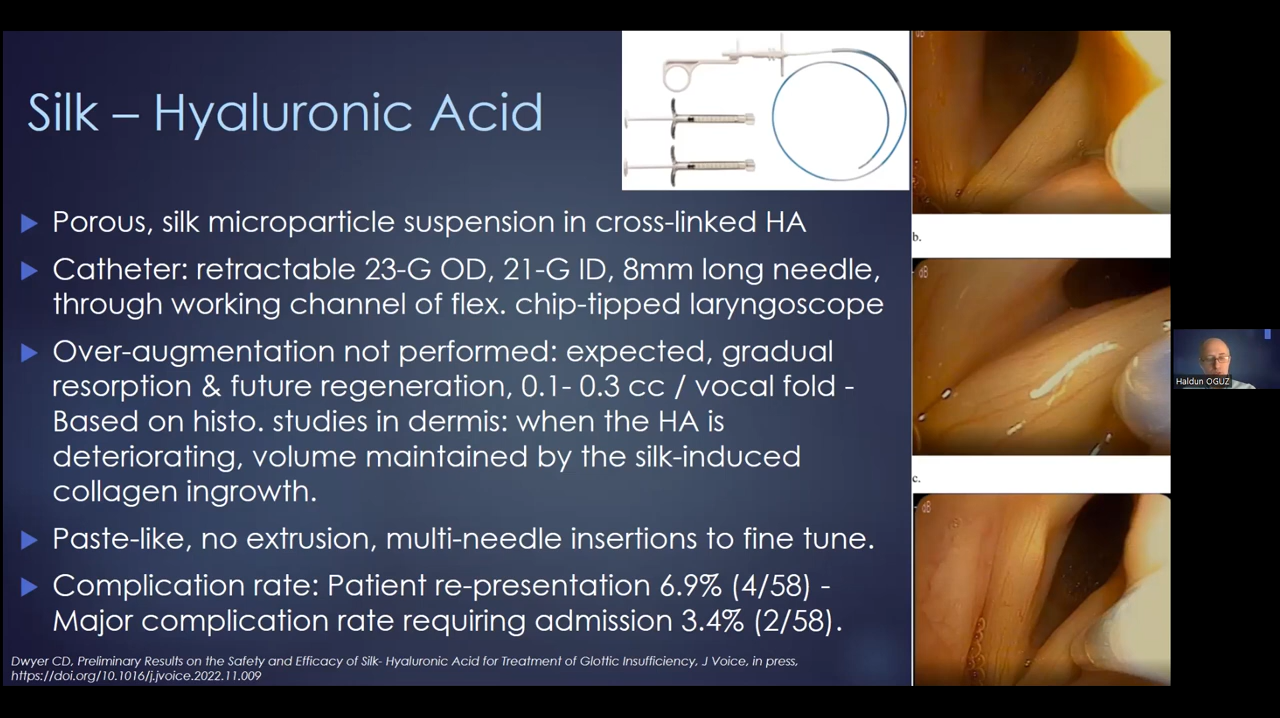 Silk – Hyaluronic Acid
Porous, silk microparticle suspension in cross-linked HA
Catheter: retractable 23-G OD, 21-G ID, 8mm long needle,
through working channel of flex. chip-tipped laryngoscope
Over-augmentation not performed: expected, gradual
resorption & future regeneration, 0.1- 0.3 cc / vocal fold -
Based on histo. studies in dermis: when the HA is
deteriorating, volume maintained by the silk-induced
collagen ingrowth.
Paste-like, no extrusion, multi-needle insertions to fine tune.
Complication rate: Patient re-presentation 6.9% (4/58) -
Major complication rate requiring admission 3.4% (2/58).
Dwyer CD, Preliminary Results on the Safety and Efficacy of Silk- Hyaluronic Acid for Treatment of Glottic Insufficiency, J Voice, in press,
https://doi.org/10.1016/j.jvoice.2022.11.009
dB
b.
dB
c.
dB
Haldun OGUZ